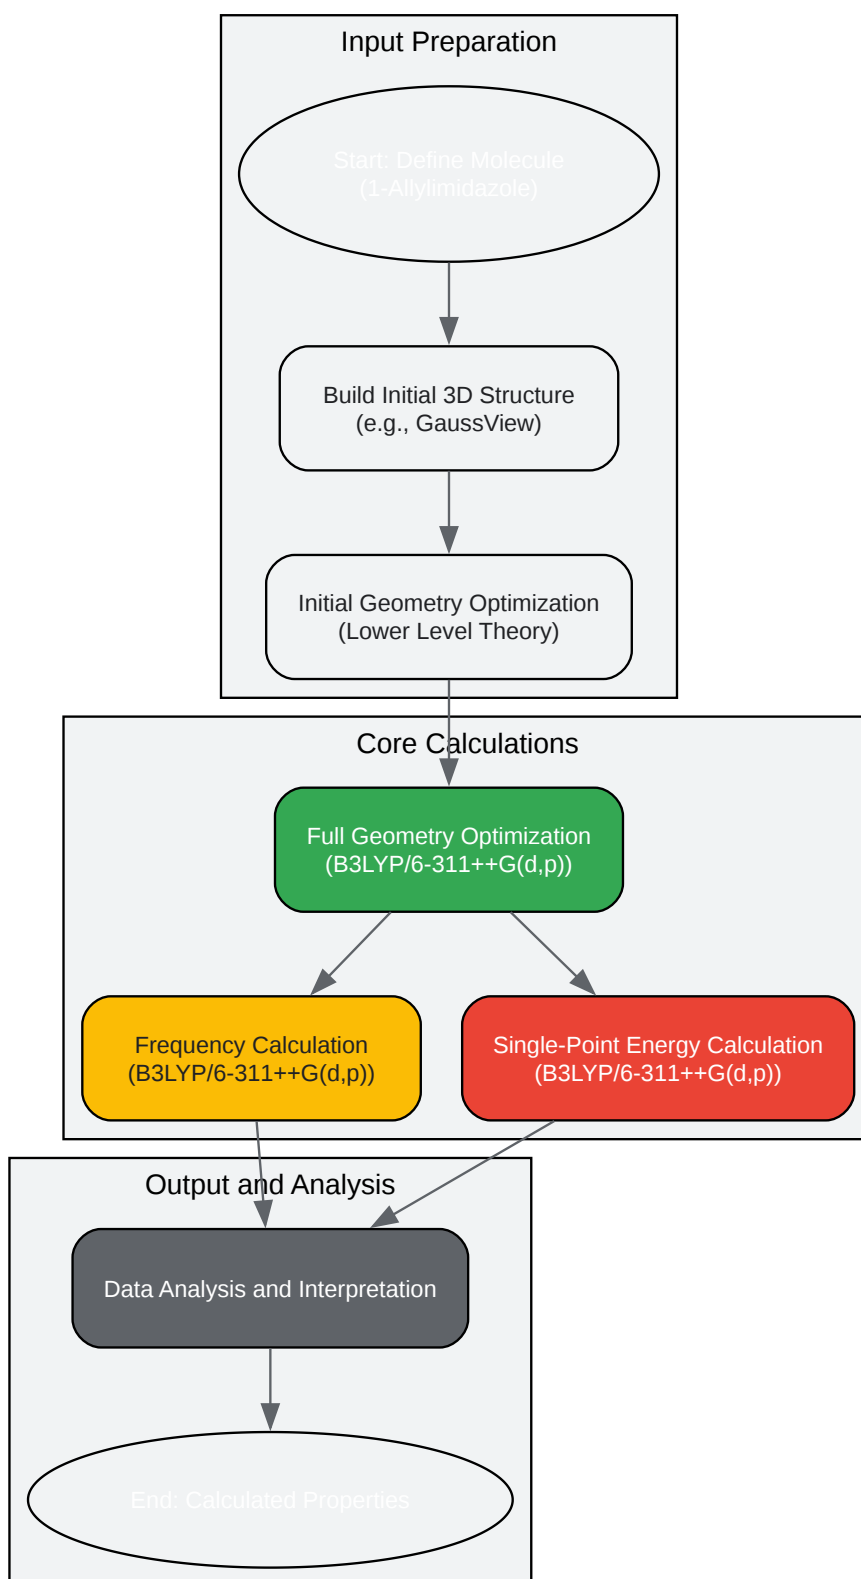 Input Preparation
Start: Define Molecule
(1-Allylimidazole)
Build Initial 3D Structure
(e.g., GaussView)
Initial Geometry Optimization
(Lower Level Theory)
Core Calculations
Full Geometry Optimization
(B3LYP/6-311++G(d,p))
Frequency Calculation
(B3LYP/6-311++G(d,p))
Single-Point Energy Calculation
(B3LYP/6-311++G(d,p))
Output and Analysis
Data Analysis and Interpretation
End: Calculated Properties